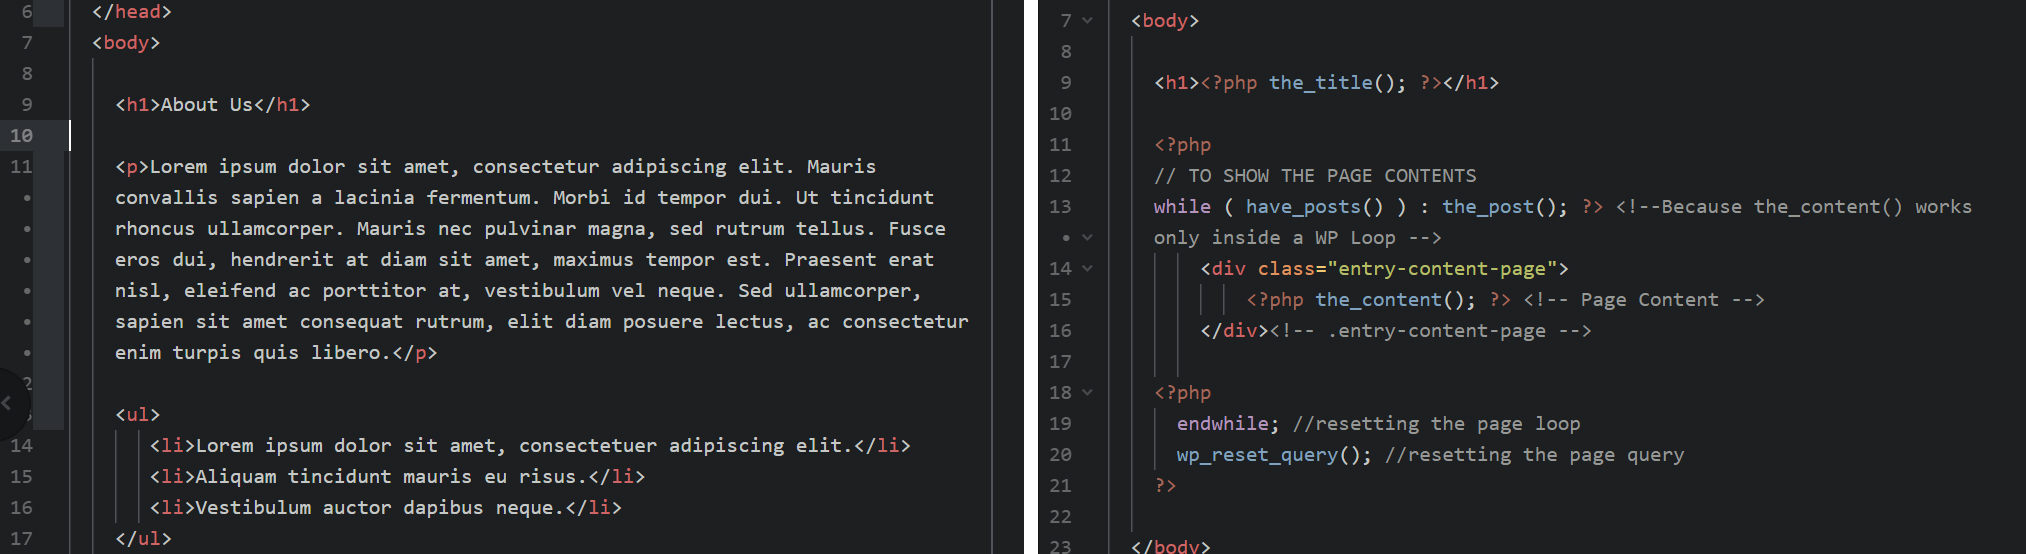 6 </head>
7 <body>
8
9 <h1>About Us</h1>
10
11 <p>Lorem ipsum dolor sit amet, consectetur adipiscing elit. Mauris
convallis sapien a lacinia fermentum. Morbi id tempor dui. Ut tincidunt
rhoncus ullamcorper. Mauris nec pulvinar magna, sed rutrum tellus. Fusce
eros dui, hendrerit at diam sit amet, maximus tempor est. Praesent erat
nisl, eleifend ac porttitor at, vestibulum vel neque. Sed ullamcorper,
sapien sit amet consequat rutrum, elit diam posuere lectus, ac consectetur
enim turpis quis libero.</p>
2
<ul>
14 <li>Lorem ipsum dolor sit amet, consectetuer adipiscing elit.</li>
15 <li>Aliquam tincidunt mauris eu risus.</li>
16 <li>Vestibulum auctor dapibus neque.</li>
17 </ul>
7 <body>
8
9 <h1><?php the_title(); ?></h1>
10
11 <?php
12 // TO SHOW THE PAGE CONTENTS
13 while ( have_posts() ) : the_post(); ?> <!--Because the_content() works
only inside a WP Loop -->
14 <div class="entry-content-page">
15 <?php the_content(); ?> <!-- Page Content -->
16 </div><!-- .entry-content-page -->
17
18 <?php
19 endwhile; //resetting the page loop
20 wp_reset_query(); //resetting the page query
21 ?>
22
23 </body>